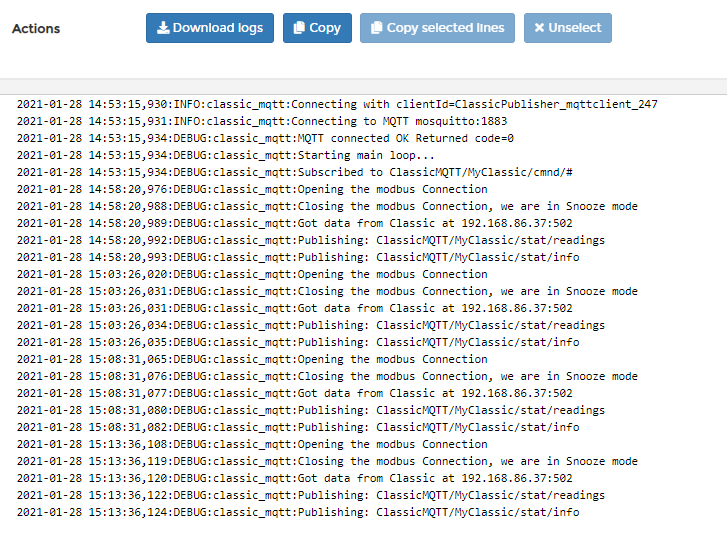 Actions
Download logs
Copy
Copy selected lines
Unselect
2021-01-28 14:53:15,930:INFO:classic_mqtt:Connecting with clientId=ClassicPublisher_mqttclient_247
2021-01-28 14:53:15,931:INFO:classic_mqtt:Connecting to MQTT mosquitto:1883
2021-01-28 14:53:15,934:DEBUG:classic_mqtt:MQTT connected OK Returned code=0
2021-01-28 14:53:15,934:DEBUG:classic_mqtt:Starting main loop...
2021-01-28 14:53:15,934:DEBUG:classic_mqtt:Subscribed to ClassicMQTT/MyClassic/cmnd/#
2021-01-28 14:58:20,976:DEBUG:classic_mqtt:Opening the modbus Connection
2021-01-28 14:58:20,988:DEBUG:classic_mqtt:Closing the modbus Connection, we are in Snooze mode
2021-01-28 14:58:20,989:DEBUG:classic_mqtt:Got data from Classic at 192.168.86.37:502
2021-01-28 14:58:20,992:DEBUG:classic_mqtt:Publishing: ClassicMQTT/MyClassic/stat/readings
2021-01-28 14:58:20,993:DEBUG:classic_mqtt:Publishing: ClassicMQTT/MyClassic/stat/info
2021-01-28 15:03:26,020:DEBUG:classic_mqtt:Opening the modbus Connection
2021-01-28 15:03:26,031:DEBUG:classic_mqtt:Closing the modbus Connection, we are in Snooze mode
2021-01-28 15:03:26,031:DEBUG:classic_mqtt:Got data from Classic at 192.168.86.37:502
2021-01-28 15:03:26,034:DEBUG:classic_mqtt:Publishing: ClassicMQTT/MyClassic/stat/readings
2021-01-28 15:03:26,035:DEBUG:classic_mqtt:Publishing: ClassicMQTT/MyClassic/stat/info
2021-01-28 15:08:31,065:DEBUG:classic_mqtt:Opening the modbus Connection
2021-01-28 15:08:31,076:DEBUG:classic_mqtt:Closing the modbus Connection, we are in Snooze mode
2021-01-28 15:08:31,077:DEBUG:classic_mqtt:Got data from Classic at 192.168.86.37:502
2021-01-28 15:08:31,080:DEBUG:classic_mqtt:Publishing: ClassicMQTT/MyClassic/stat/readings
2021-01-28 15:08:31,082:DEBUG:classic_mqtt:Publishing: ClassicMQTT/MyClassic/stat/info
2021-01-28 15:13:36,108:DEBUG:classic_mqtt:Opening the modbus Connection
2021-01-28 15:13:36,119:DEBUG:classic_mqtt:Closing the modbus Connection, we are in Snooze mode
2021-01-28 15:13:36,120:DEBUG:classic_mqtt:Got data from Classic at 192.168.86.37:502
2021-01-28 15:13:36,122:DEBUG:classic_mqtt:Publishing: ClassicMQTT/MyClassic/stat/readings
2021-01-28 15:13:36,124:DEBUG:classic_mqtt:Publishing: ClassicMQTT/MyClassic/stat/info